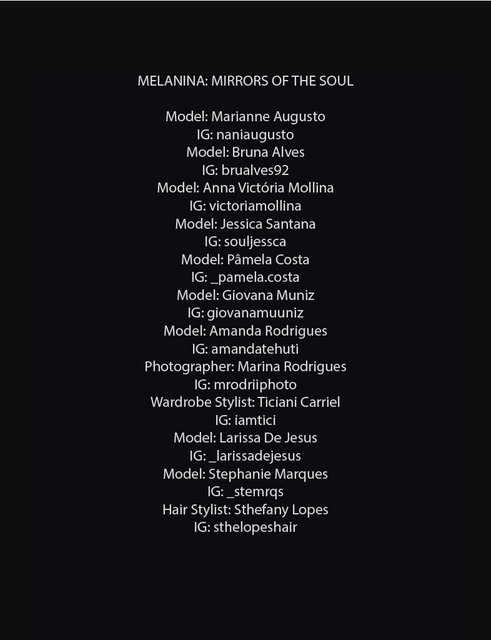 MELANINA: MIRRORS OF THE SOUL
Model: Marianne Augusto
IG: naniaugusto
Model: Bruna Alves
IG: brualves92
Model: Anna Victória Mollina
IG: victoriamollina
Model: Jessica Santana
IG: souljessca
Model: Pâmela Costa
IG: _pamela.costa
Model: Giovana Muniz
IG: giovanamuuniz
Model: Amanda Rodrigues
IG: amandatehuti
Photographer: Marina Rodrigues
IG: mrodriiphoto
Wardrobe Stylist: Ticiani Carriel
IG: iamtici
Model: Larissa De Jesus
IG: _larissadejesus
Model: Stephanie Marques
IG: _stemrqs
Hair Stylist: Sthefany Lopes
IG: sthelopeshair